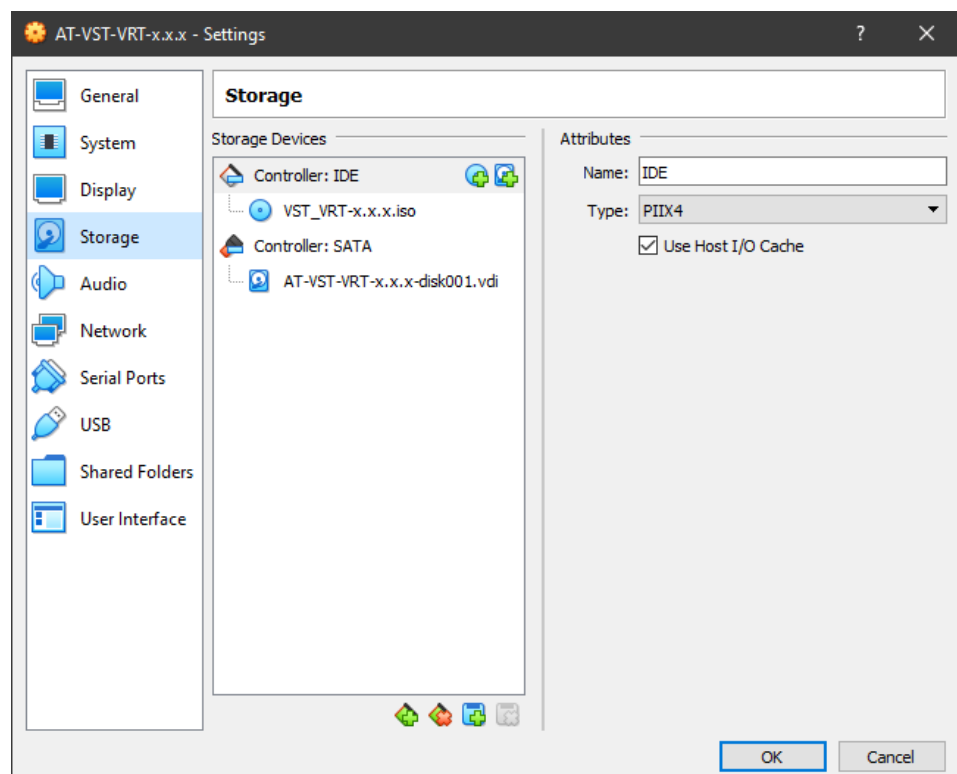 AT-VST-VRT-x.x.x - Settings
?
General
System
Display
Storage
Audio
Network
Serial Ports
USB
Shared Folders
User Interface
Storage
Storage Devices
Controller: IDE
VST_VRT-x.x.x.iso
Controller: SATA
AT-VST-VRT-x.x.x-disk001.vdi
Attributes
Name: IDE
Type: PIIX4
Use Host I/O Cache
OK
Cancel